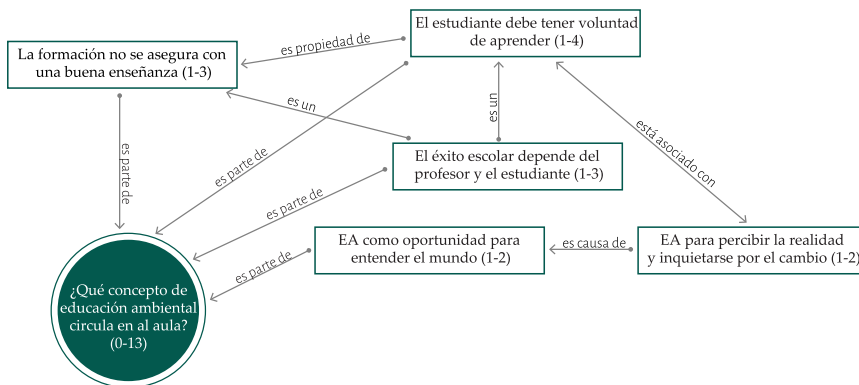 El estudiante debe tener voluntad
de aprender (1-4)
es propiedad de
La formación no se asegura con
una buena enseñanza (1-3)
es un
es un
está asociado con
es parte de
es parte de
El éxito escolar depende del
profesor y el estudiante (1-3)
es parte de
EA como oportunidad para
entender el mundo (1-2)
es causa de
EA para percibir la realidad
y inquietarse por el cambio (1-2)
es parte de
¿Qué concepto de
educación ambiental
circula en al aula?
(0-13)